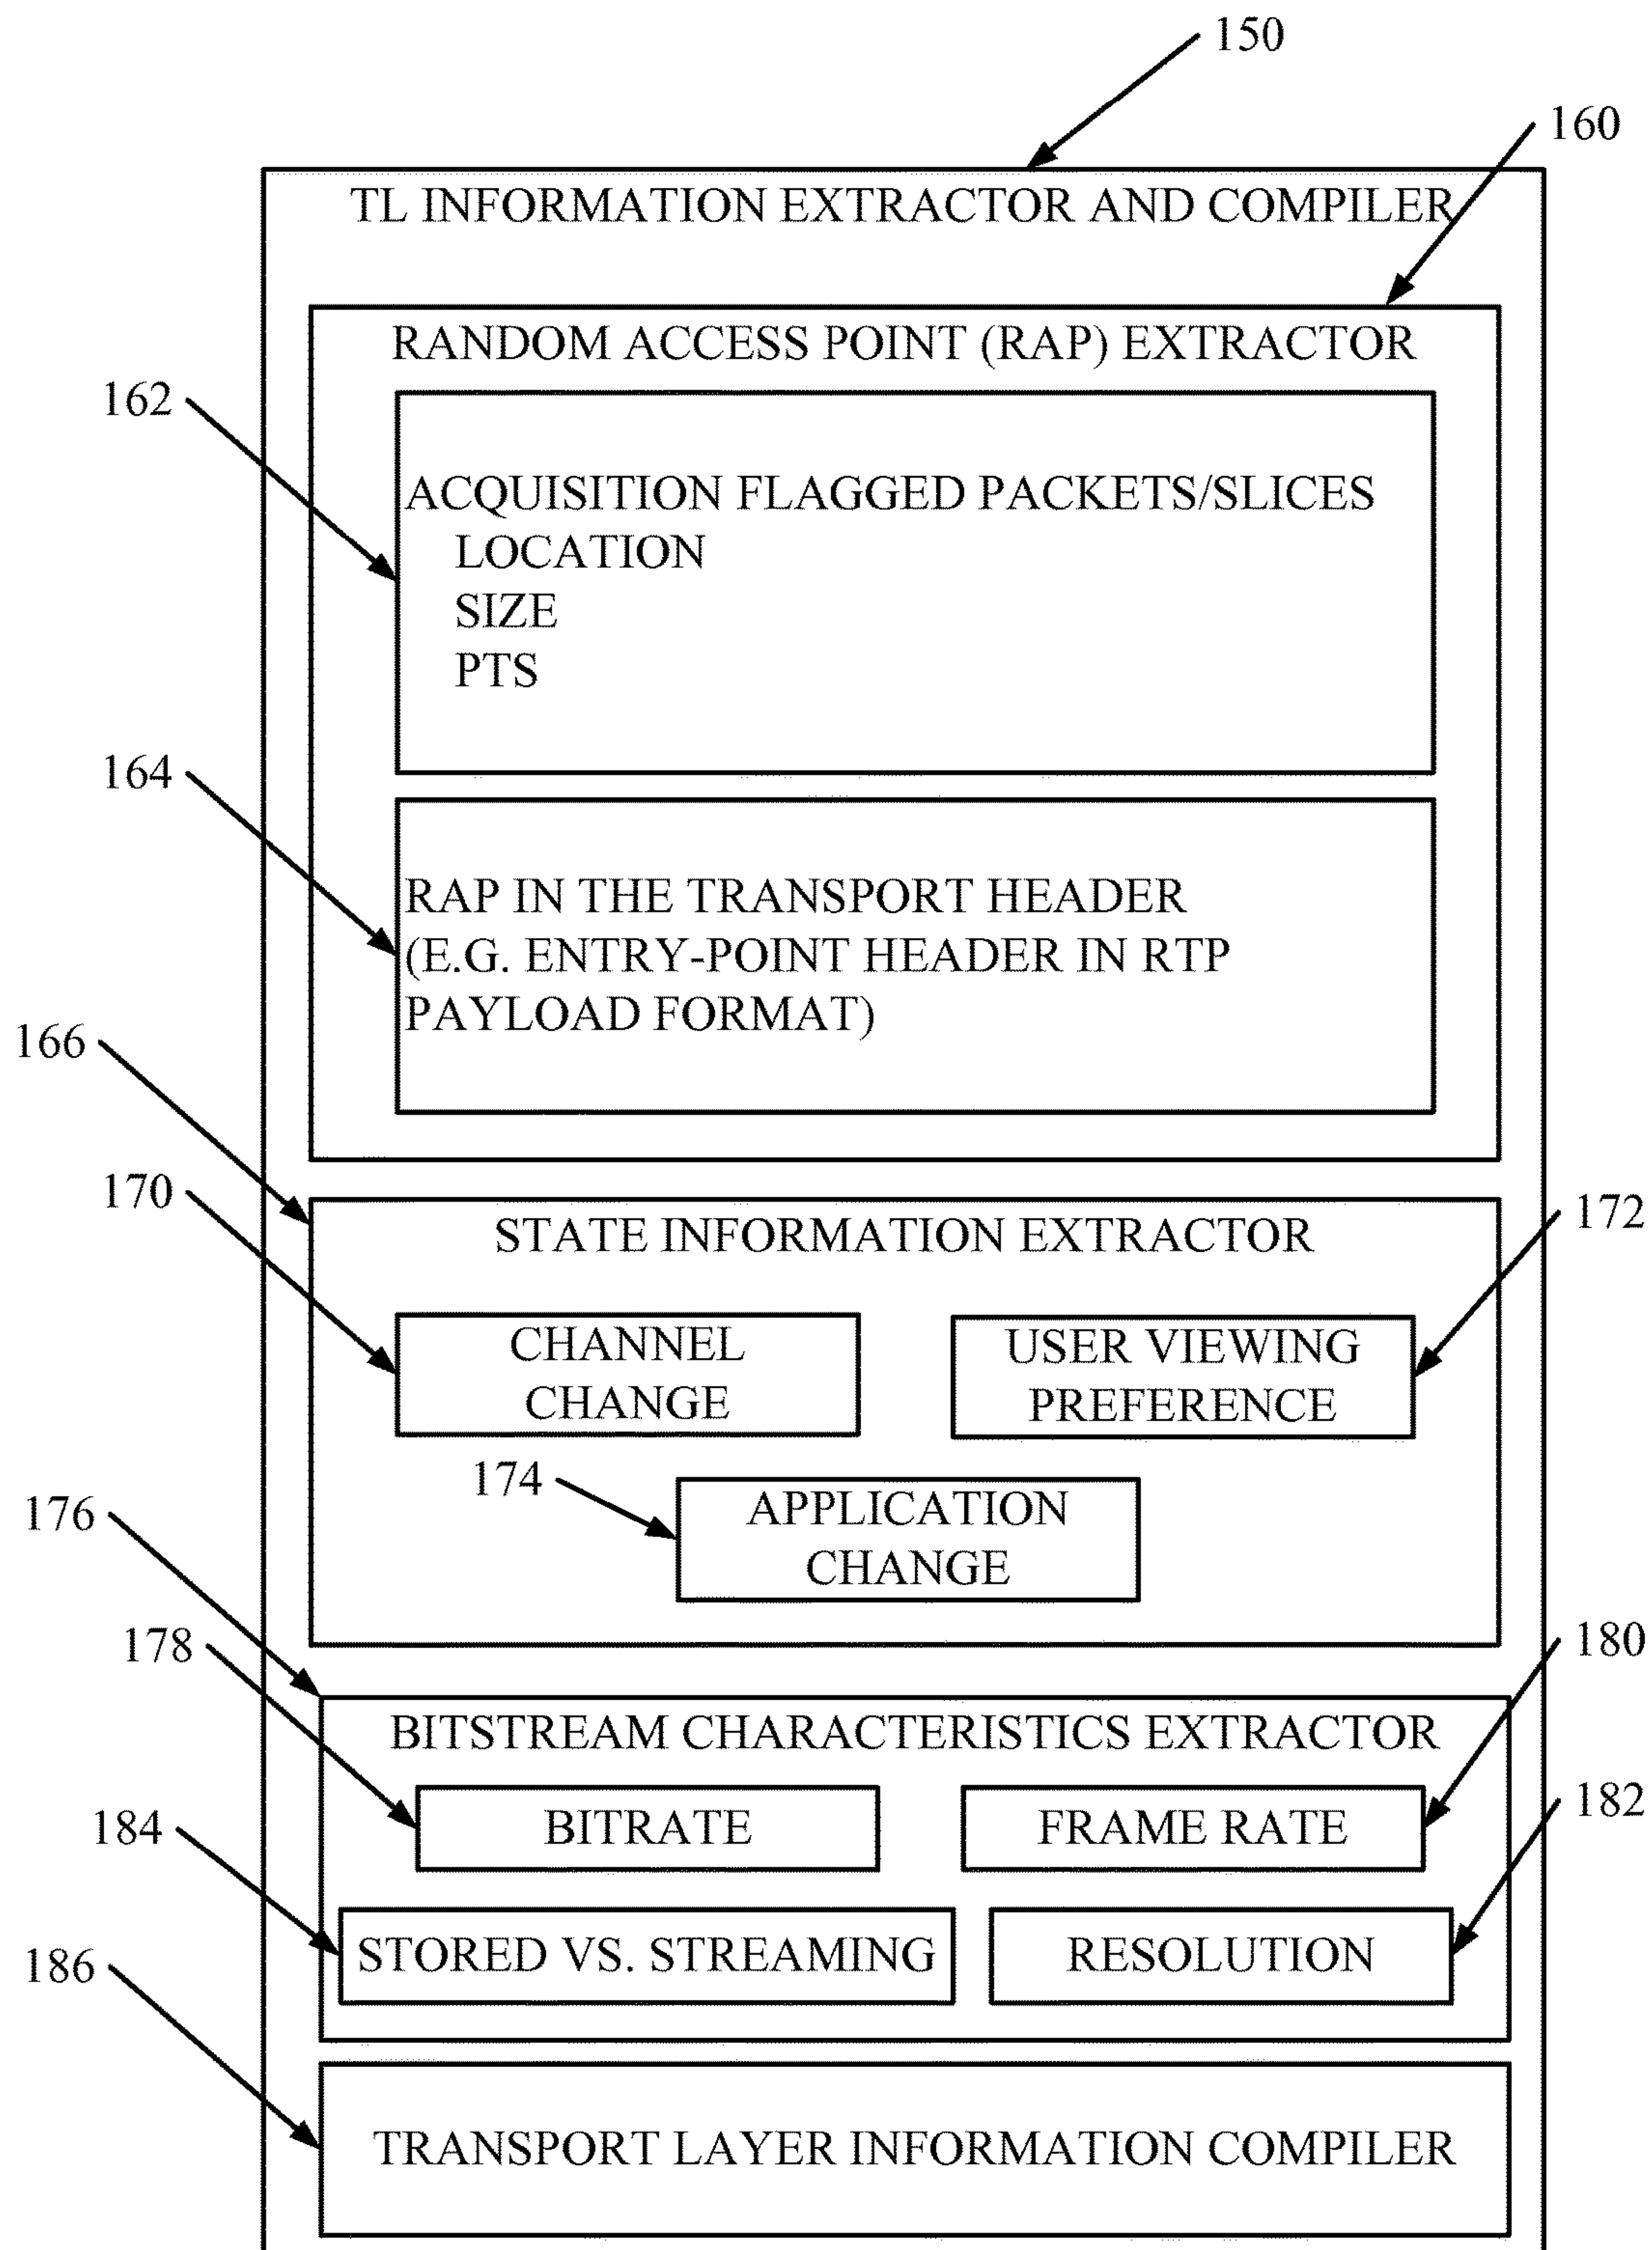 150
160
TL INFORMATION EXTRACTOR AND COMPILER
RANDOM ACCESS POINT (RAP) EXTRACTOR
162
ACQUISITION FLAGGED PACKETS/SLICES
LOCATION
SIZE
PTS
164
RAP IN THE TRANSPORT HEADER
(E.G. ENTRY-POINT HEADER IN RTP
PAYLOAD FORMAT)
166
170
172
STATE INFORMATION EXTRACTOR
CHANNEL
CHANGE
USER VIEWING
PREFERENCE
174
APPLICATION
CHANGE
176
178
180
BITSTREAM CHARACTERISTICS EXTRACTOR
BITRATE
FRAME RATE
184
182
STORED VS. STREAMING
RESOLUTION
186
TRANSPORT LAYER INFORMATION COMPILER